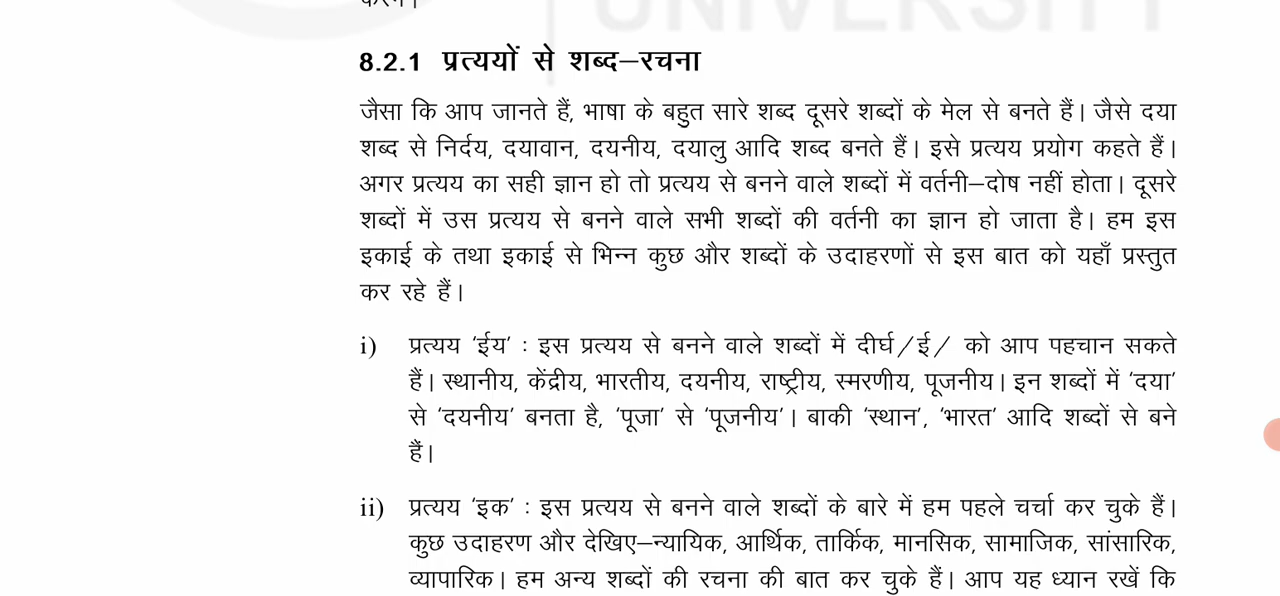 UNIVERSITY
8.2.1 प्रत्ययों से शब्द–रचना
जैसा कि आप जानते हैं, भाषा के बहुत सारे शब्द दूसरे शब्दों के मेल से बनते हैं। जैसे दया
शब्द से निर्दय, दयावान, दयनीय, दयालु आदि शब्द बनते हैं। इसे प्रत्यय प्रयोग कहते हैं।
अगर प्रत्यय का सही ज्ञान हो तो प्रत्यय से बनने वाले शब्दों में वर्तनी–दोष नहीं होता। दूसरे
शब्दों में उस प्रत्यय से बनने वाले सभी शब्दों की वर्तनी का ज्ञान हो जाता है। हम इस
इकाई के तथा इकाई से भिन्न कुछ और शब्दों के उदाहरणों से इस बात को यहाँ प्रस्तुत
कर रहे हैं।
i) प्रत्यय 'ईय' : इस प्रत्यय से बनने वाले शब्दों में दीर्घ/ई/ को आप पहचान सकते
हैं। स्थानीय, केंद्रीय, भारतीय, दयनीय, राष्ट्रीय, स्मरणीय, पूजनीय। इन शब्दों में 'दया'
से 'दयनीय' बनता है, 'पूजा' से 'पूजनीय'। बाकी 'स्थान', 'भारत' आदि शब्दों से बने
हैं।
ii) प्रत्यय 'इक' : इस प्रत्यय से बनने वाले शब्दों के बारे में हम पहले चर्चा कर चुके हैं।
कुछ उदाहरण और देखिए–न्यायिक, आर्थिक, तार्किक, मानसिक, सामाजिक, सांसारिक,
व्यापारिक। हम अन्य शब्दों की रचना की बात कर चुके हैं। आप यह ध्यान रखें कि